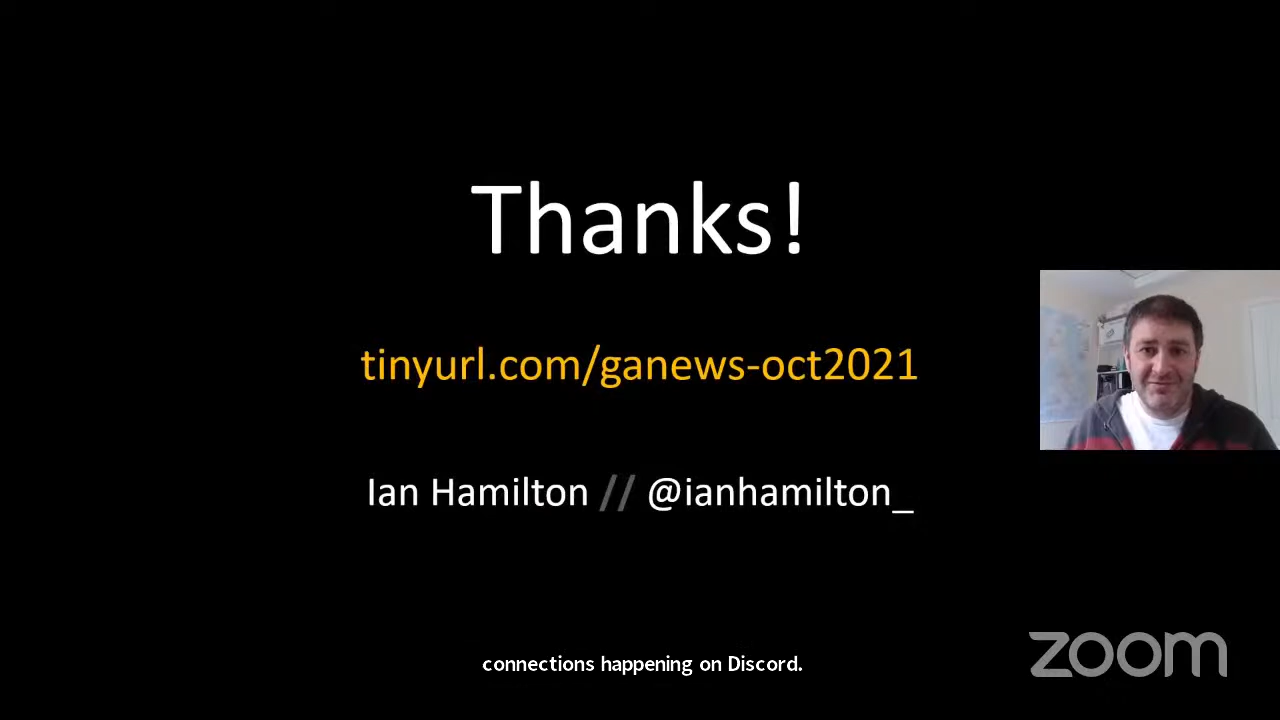 Thanks!
tinyurl.com/ganews-oct2021
Ian Hamilton // @ianhamilton_
connections happening on Discord.
zoom